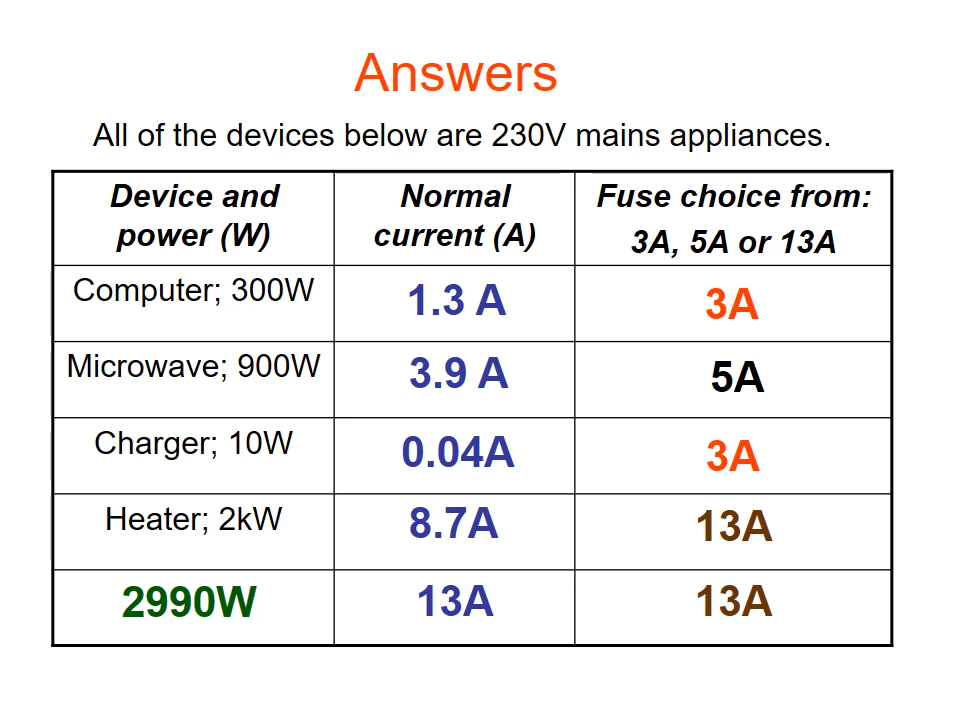 Answers
All of the devices below are 230V mains appliances.
Device and power (W) Normal current (A) Fuse choice from: 3A, 5A or 13A
Computer; 300W 1.3 A 3A
Microwave; 900W 3.9 A 5A
Charger; 10W 0.04A 3A
Heater; 2kW 8.7A 13A
2990W 13A 13A